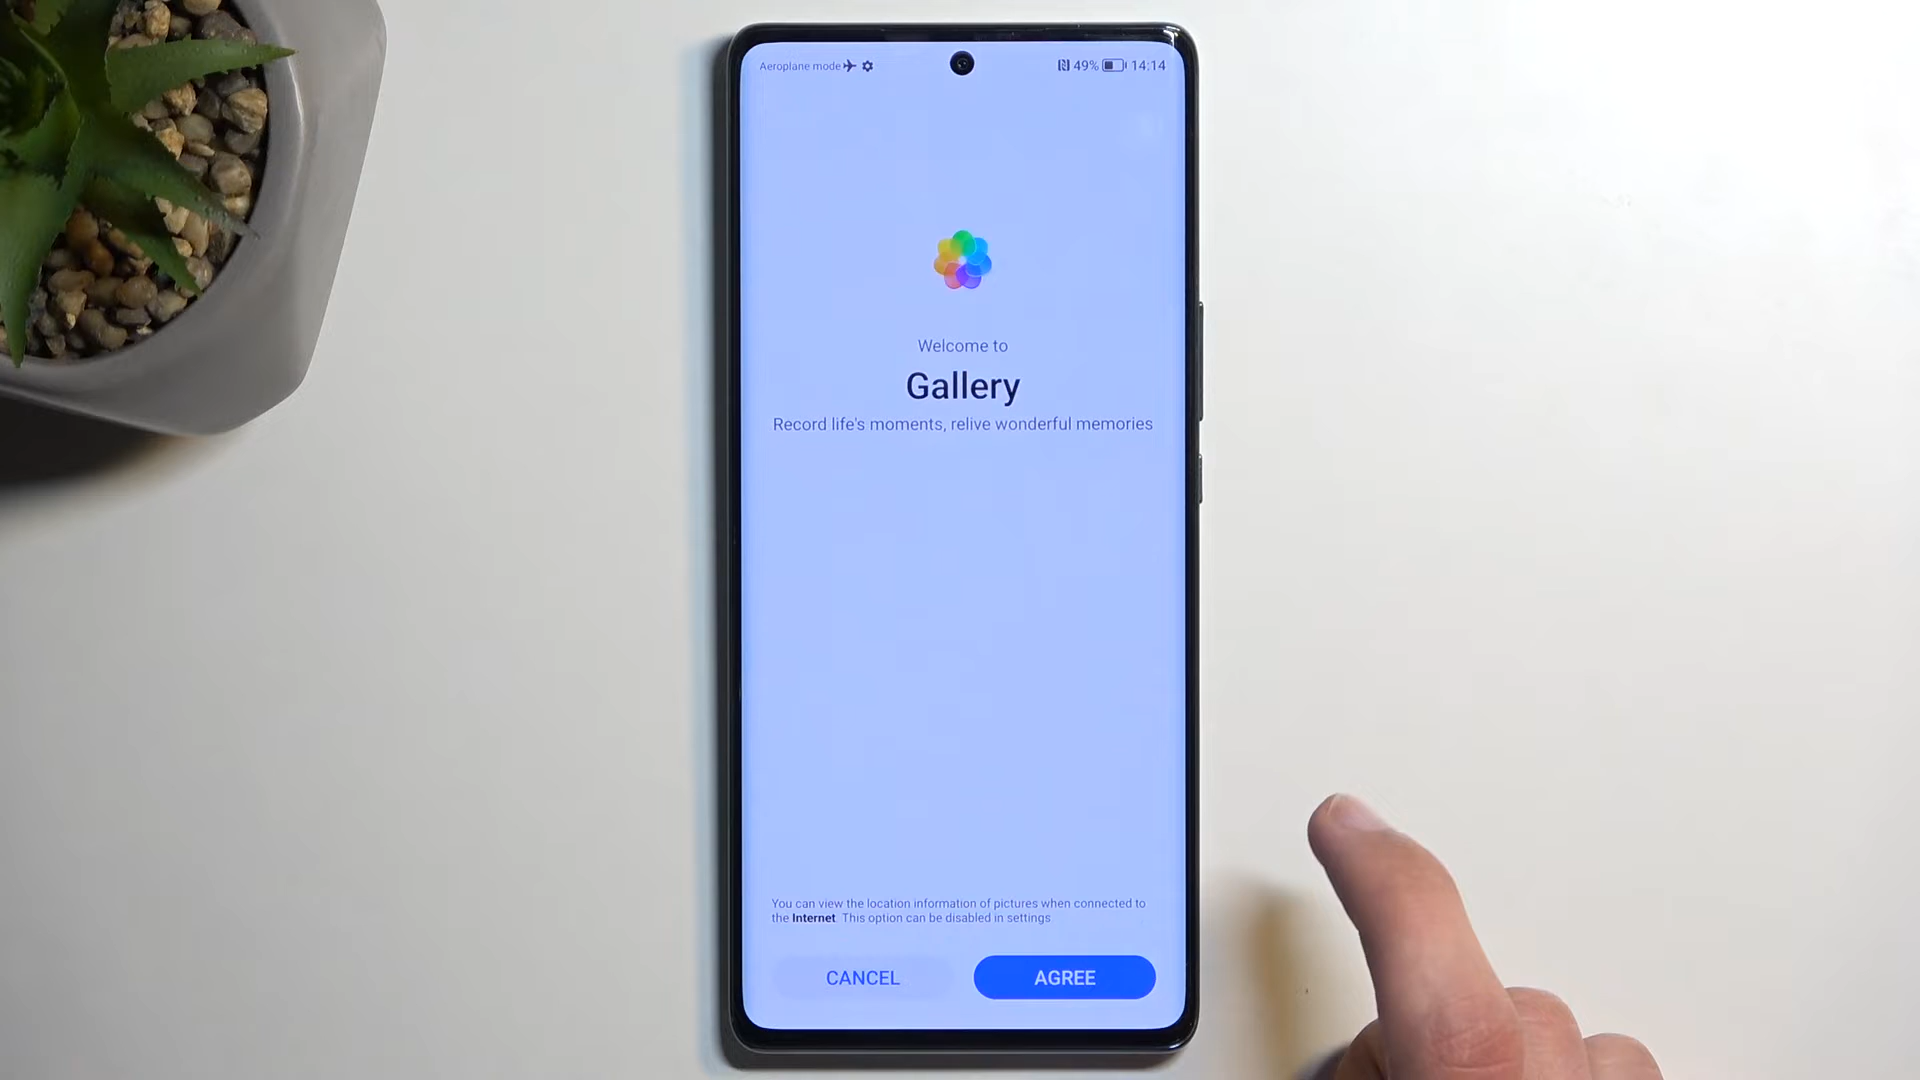 Aeroplane mode 49% 14:14
Welcome to
Gallery
Record life's moments, relive wonderful memories
You can view the location information of pictures when connected to
the Internet. This option can be disabled in settings.
CANCEL AGREE